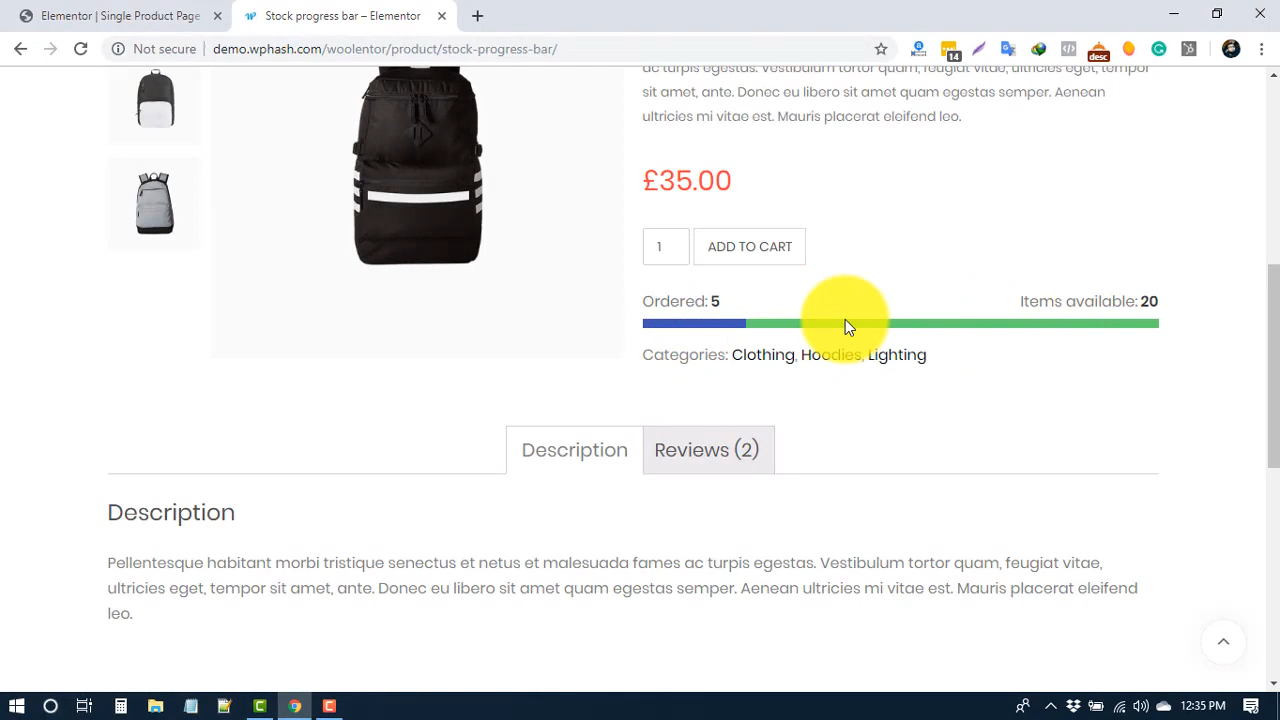 Elementor | Single Product Page
Stock progress bar – Elementor
Not secure
demo.wphash.com/woolentor/product/stock-progress-bar/
14
desc
ac turpis egestas. Vestibulum tortor quam, feugiat vitae, ultricies eget, tempor
sit amet, ante. Donec eu libero sit amet quam egestas semper. Aenean
ultricies mi vitae est. Mauris placerat eleifend leo.
£35.00
1
ADD TO CART
Ordered: 5
Items available: 20
Categories: Clothing, Hoodies, Lighting
Description
Reviews (2)
Description
Pellentesque habitant morbi tristique senectus et netus et malesuada fames ac turpis egestas. Vestibulum tortor quam, feugiat vitae,
ultricies eget, tempor sit amet, ante. Donec eu libero sit amet quam egestas semper. Aenean ultricies mi vitae est. Mauris placerat eleifend
leo.
12:35 PM